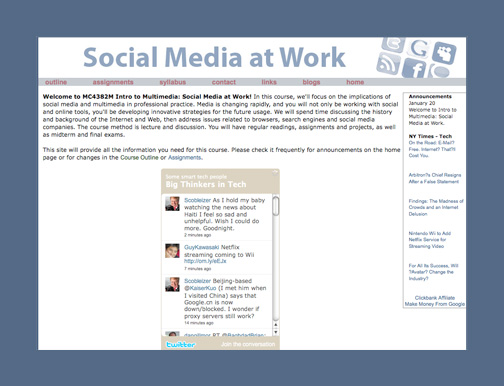 Social Media at Work
outline assignments syllabus contact links blogs home
Welcome to MC4382M Intro to Multimedia: Social Media at Work! In this course, we'll focus on the implications of
social media and multimedia in professional practice. Media is changing rapidly, and you will not only be working with social
and online tools, you'll be developing innovative strategies for the future usage. We will spend time discussing the history
and background of the Internet and Web, then address issues related to browsers, search engines and social media
companies. The course method is lecture and discussion. You will have regular readings, assignments and projects, as well
as midterm and final exams.
This site will provide all the information you need for this course. Please check it frequently for announcements on the home
page or for changes in the Course Outline or Assignments.
Some smart tech people
Big Thinkers in Tech
Scobleizer As I hold my baby
watching the news about
Haiti I feel so sad and
unhelpful. Wish I could do
more. Goodnight.
2 minutes ago
GuyKawasaki Netflix
streaming coming to Wii
http://om.ly/eEJx
7 minutes ago
Scobleizer Beijing-based
@KaiserKuo (I met him when
I visited China) says that
Google.cn is now
down/blocked. I wonder if
proxy servers still work?
14 minutes ago
twitter Join the conversation
Announcements
January 20
Welcome to Intro to
Social Media at
Work.
NY Times - Tech
On the Road: E-Mail?
Free. Internet? That?ll
Cost You
Arbitron?s Chief Resigns
After a False Statement
Findings: The Madness of
Crowds and an Internet
Delusion
Nintendo Wii to Add
Netflix Service for
Streaming Video
For All Its Success, Will
?Avatar? Change the
Industry?
Clickbank Affiliate
Make Money From Google